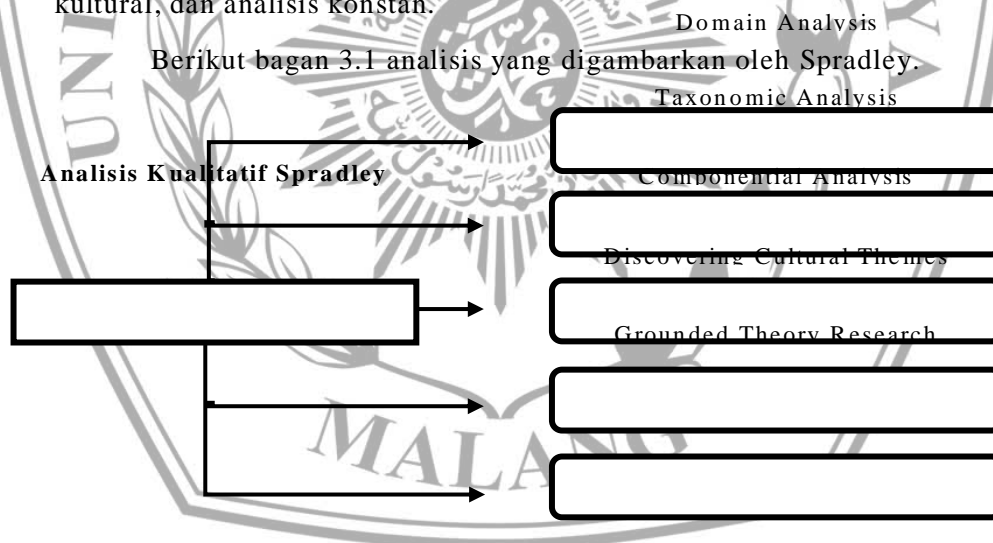 kultural, dan analisis konstan.
Domain Analysis
Berikut bagan 3.1 analisis yang digambarkan oleh Spradley.
Taxonomic Analysis
Analisis Kualitatif Spradley
Componential Analysis
Discovering Cultural Themes
Grounded Theory Research
UNI
MALANG